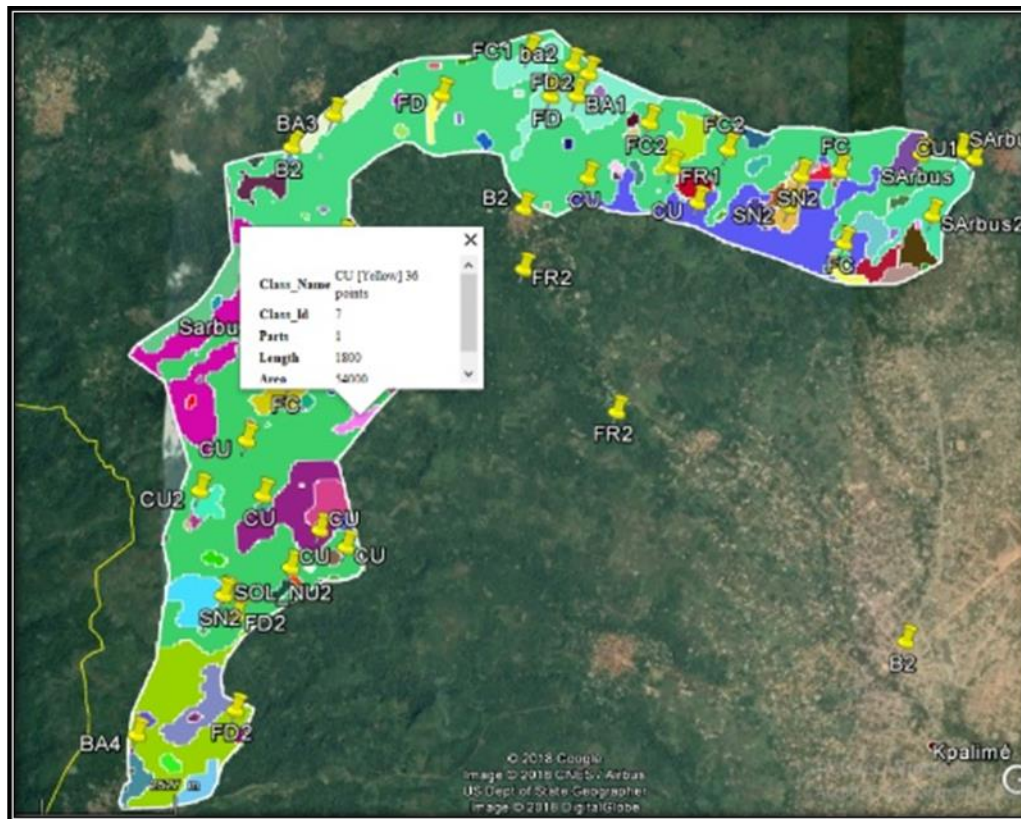 FC1 ba2
FD2
FD
BA1
FD
BA3
B2
FC2
FC2
FC
CU1
SArbu
SArbus
FR1
CU
CU
B2
SN2
SN2
SArbus2
FC
FR2
Class_Name CU [Yellow] 36 points
Class_Id 7
Parts 1
Length 1800
Area 54000
Sarbu
FC
CU
FR2
CU2
CU
CU
CU
CU
SOL_NU2
SN2
FD2
B2
FD2
BA4
Kpalimé
© 2018 Google
Image © 2018 CNES / Airbus
US Dept of State Geographer
Image © 2018 DigitalGlobe